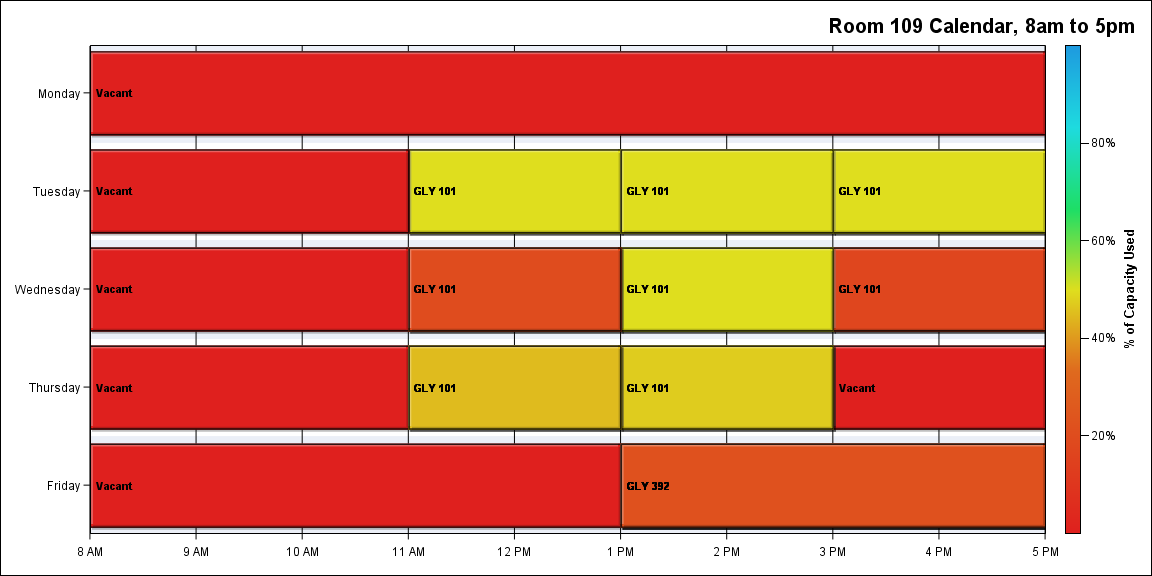 Room 109 Calendar, 8am to 5pm
Monday
Vacant
80%
Tuesday
Vacant
GLY 101
GLY 101
GLY 101
60%
% of Capacity Used
Wednesday
Vacant
GLY 101
GLY 101
GLY 101
40%
Thursday
Vacant
GLY 101
GLY 101
Vacant
20%
Friday
Vacant
GLY 392
8 AM
9 AM
10 AM
11 AM
12 PM
1 PM
2 PM
3 PM
4 PM
5 PM